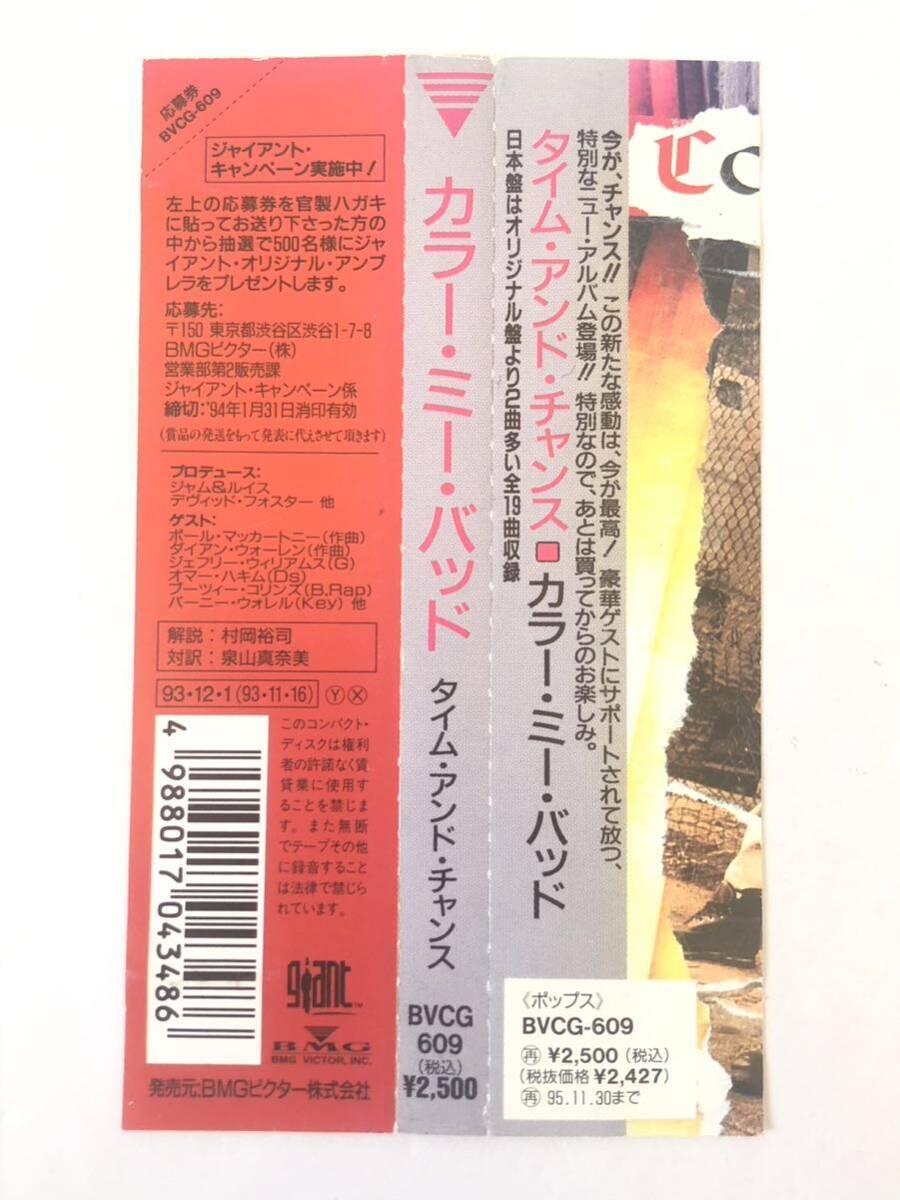 応募券
BVCG-609
ジャイアント・
キャンペーン実施中!
左上の応募券を官製ハガキ
に貼ってお送り下さった方の
中から抽選で500名様にジャ
イアント・オリジナル・アンブ
レラをプレゼントします。
応募先:
〒150 東京都渋谷区渋谷1-7-8
BMGビクター(株)
営業部第2販売課
ジャイアント・キャンペーン係
締切:'94年1月31日消印有効
(賞品の発送をもって発表に代えさせて頂きます)
プロデュース:
ジャム&ルイス
デヴィッド・フォスター 他
ゲスト:
ポール・マッカートニー(作曲)
ダイアン・ウォーレン(作曲)
ジェフリー・ウィリアムス(G)
オマー・ハキム(Ds)
ブーツィー・コリンズ(B.Rap)
バーニー・ウォレル(Key) 他
解説:村岡裕司
対訳:泉山真奈美
93・12・1(93・11・16) Ⓨ Ⓧ
4 988017 043486
このコンパクト・
ディスクは権利
者の許諾なく賃
貸業に使用す
ることを禁じま
す。また無断
でテープその他
に録音すること
は法律で禁じら
れています。
giant™
BMG
BMG VICTOR, INC.
発売元:BMGビクター株式会社
カラー・ミー・バッド
タイム・アンド・チャンス
BVCG
609
(税込)
¥2,500
今が、チャンス!! この新たな感動は、今が最高! 豪華ゲストにサポートされて放つ、
特別なニュー・アルバム登場!! 特別なので、あとは買ってからのお楽しみ。
タイム・アンド・チャンス■カラー・ミー・バッド
日本盤はオリジナル盤より2曲多い全19曲収録
Co
《ポップス》
BVCG-609
再 ¥2,500(税込)
(税抜価格 ¥2,427)
再 95.11.30まで